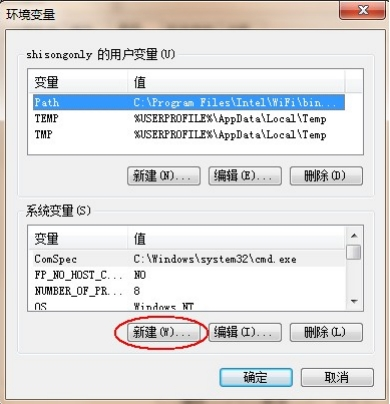 环境变量
shisongonly 的用户变量(U)
变量 值
Path C:\Program Files\Intel\WiFi\bin...
TEMP %USERPROFILE%\AppData\Local\Temp
TMP %USERPROFILE%\AppData\Local\Temp
新建(N)... 编辑(E)... 删除(D)
系统变量(S)
变量 值
ComSpec C:\Windows\system32\cmd.exe
FP_NO_HOST_C... NO
NUMBER_OF_PR... 8
OS Windows_NT
新建(W)... 编辑(I)... 删除(L)
确定 取消